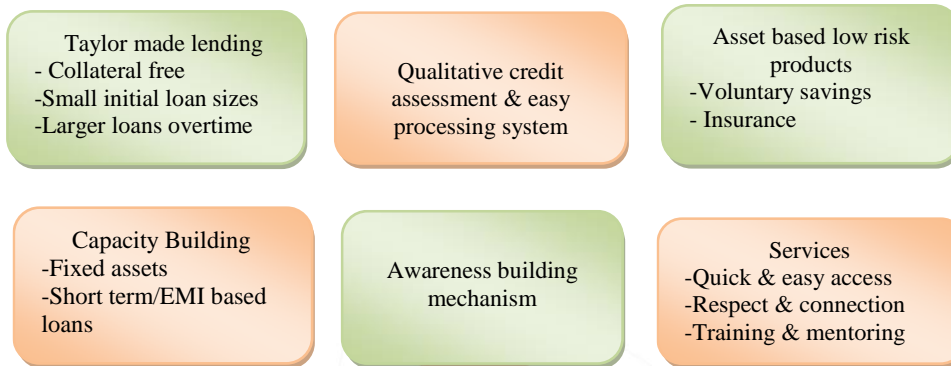 Taylor made lending
- Collateral free
-Small initial loan sizes
-Larger loans overtime
Qualitative credit
assessment & easy
processing system
Asset based low risk
products
-Voluntary savings
- Insurance
Capacity Building
-Fixed assets
-Short term/EMI based
loans
Awareness building
mechanism
Services
-Quick & easy access
-Respect & connection
-Training & mentoring